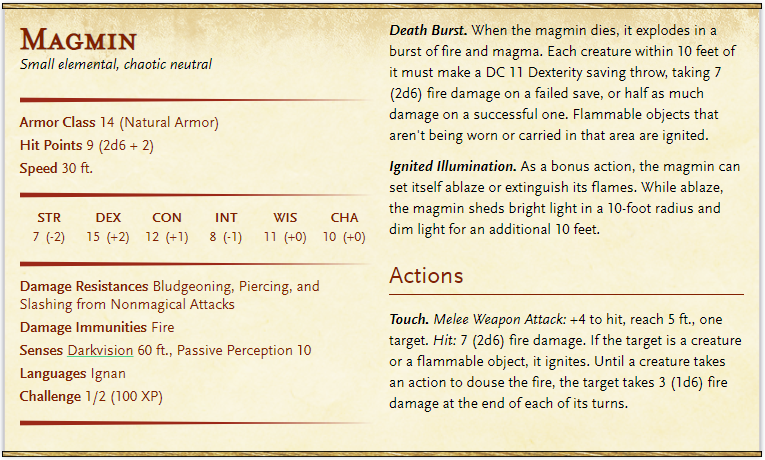 Magmin
Small elemental, chaotic neutral
Armor Class 14 (Natural Armor)
Hit Points 9 (2d6 + 2)
Speed 30 ft.
STR DEX CON INT WIS CHA
7 (-2) 15 (+2) 12 (+1) 8 (-1) 11 (+0) 10 (+0)
Damage Resistances Bludgeoning, Piercing, and
Slashing from Nonmagical Attacks
Damage Immunities Fire
Senses Darkvision 60 ft., Passive Perception 10
Languages Ignan
Challenge 1/2 (100 XP)
Death Burst. When the magmin dies, it explodes in a
burst of fire and magma. Each creature within 10 feet of
it must make a DC 11 Dexterity saving throw, taking 7
(2d6) fire damage on a failed save, or half as much
damage on a successful one. Flammable objects that
aren't being worn or carried in that area are ignited.
Ignited Illumination. As a bonus action, the magmin can
set itself ablaze or extinguish its flames. While ablaze,
the magmin sheds bright light in a 10-foot radius and
dim light for an additional 10 feet.
Actions
Touch. Melee Weapon Attack: +4 to hit, reach 5 ft., one
target. Hit: 7 (2d6) fire damage. If the target is a creature
or a flammable object, it ignites. Until a creature takes
an action to douse the fire, the target takes 3 (1d6) fire
damage at the end of each of its turns.